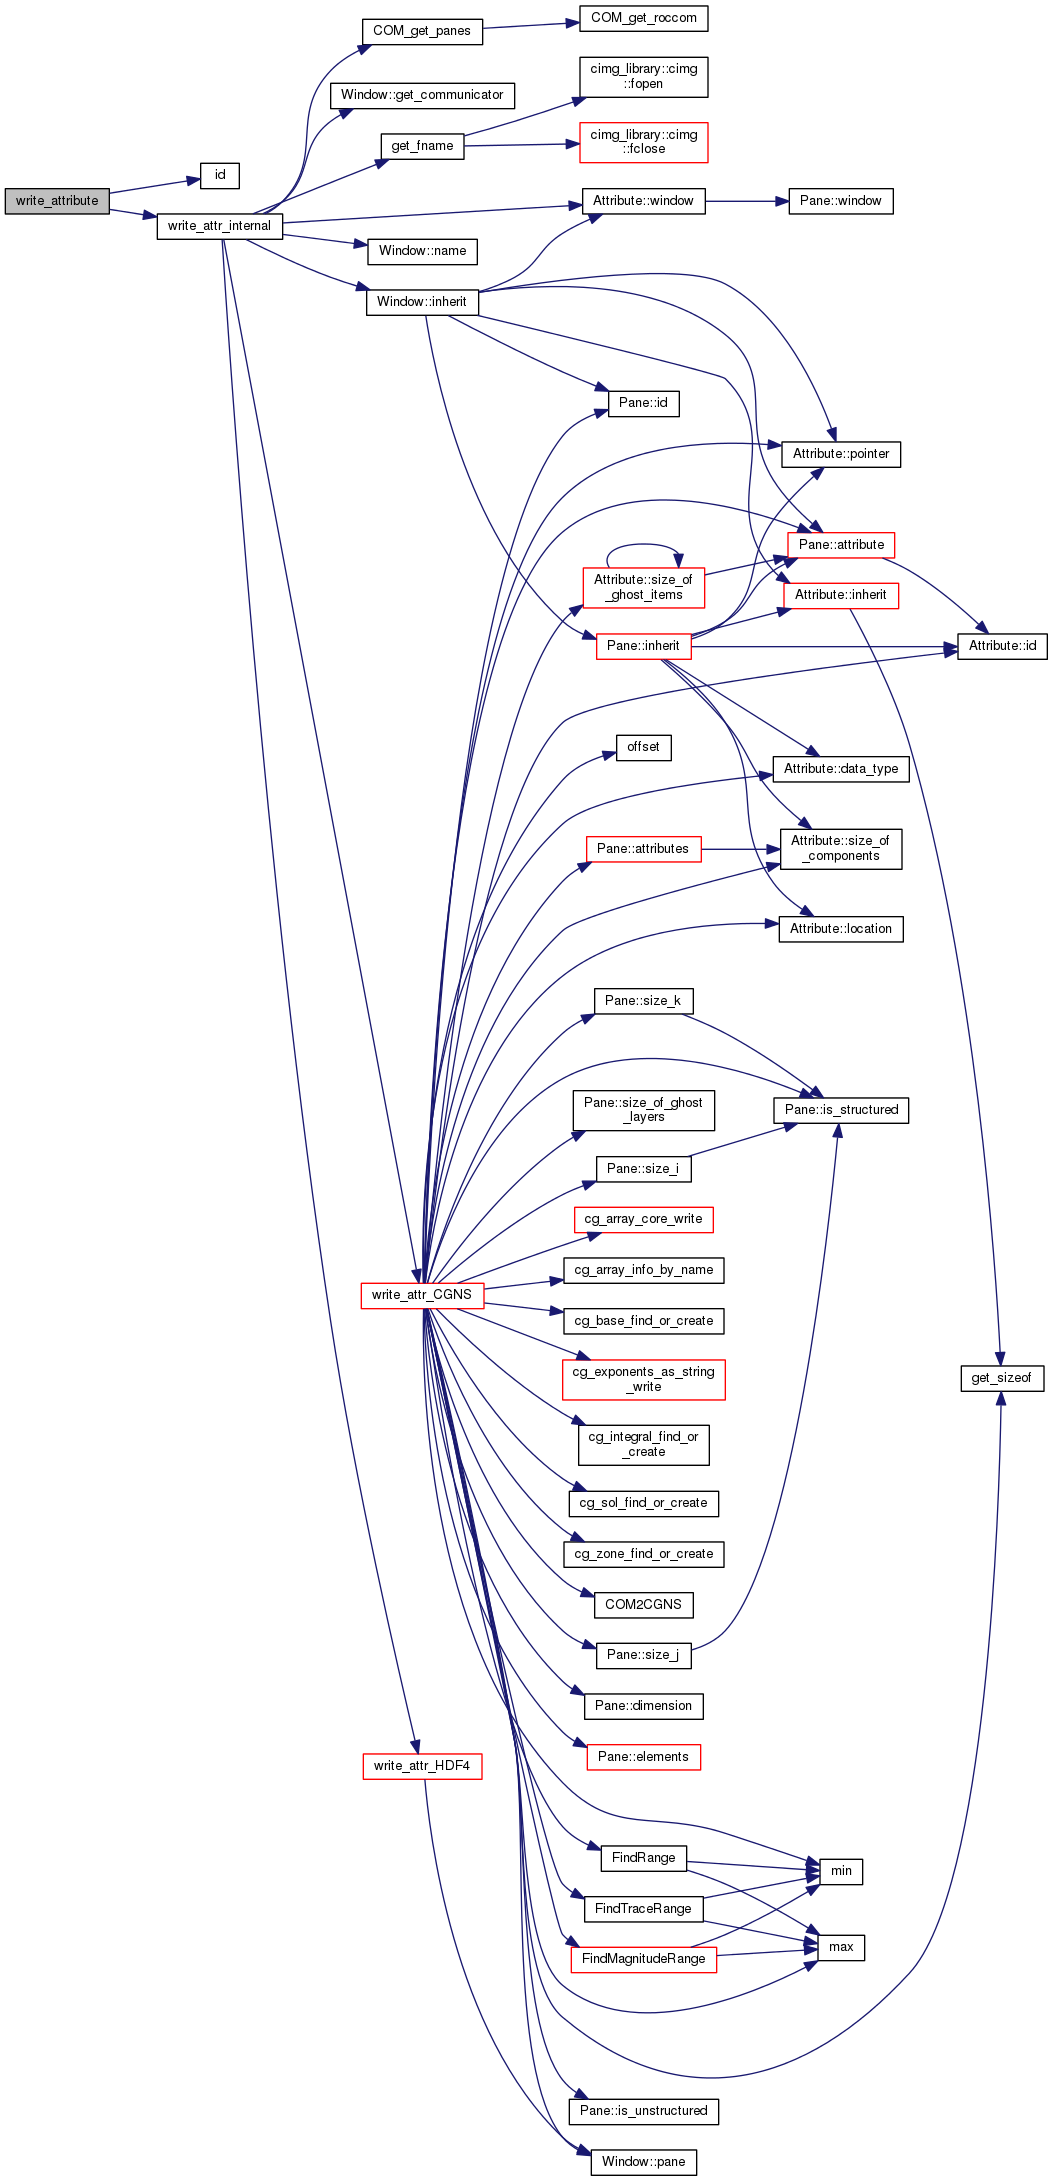 COM_get_panes
COM_get_roccom
cimg_library::cimg
::fopen
Window::get_communicator
get_fname
cimg_library::cimg
::fclose
id
write_attribute
Attribute::window
Pane::window
write_attr_internal
Window::name
Window::inherit
Pane::id
Attribute::pointer
Pane::attribute
Attribute::size_of
_ghost_items
Attribute::inherit
Pane::inherit
Attribute::id
offset
Attribute::data_type
Pane::attributes
Attribute::size_of
_components
Attribute::location
Pane::size_k
Pane::size_of_ghost
_layers
Pane::is_structured
Pane::size_i
cg_array_core_write
cg_array_info_by_name
write_attr_CGNS
cg_base_find_or_create
cg_exponents_as_string
_write
get_sizeof
cg_integral_find_or
_create
cg_sol_find_or_create
cg_zone_find_or_create
COM2CGNS
Pane::size_j
Pane::dimension
Pane::elements
write_attr_HDF4
FindRange
min
FindTraceRange
max
FindMagnitudeRange
Pane::is_unstructured
Window::pane